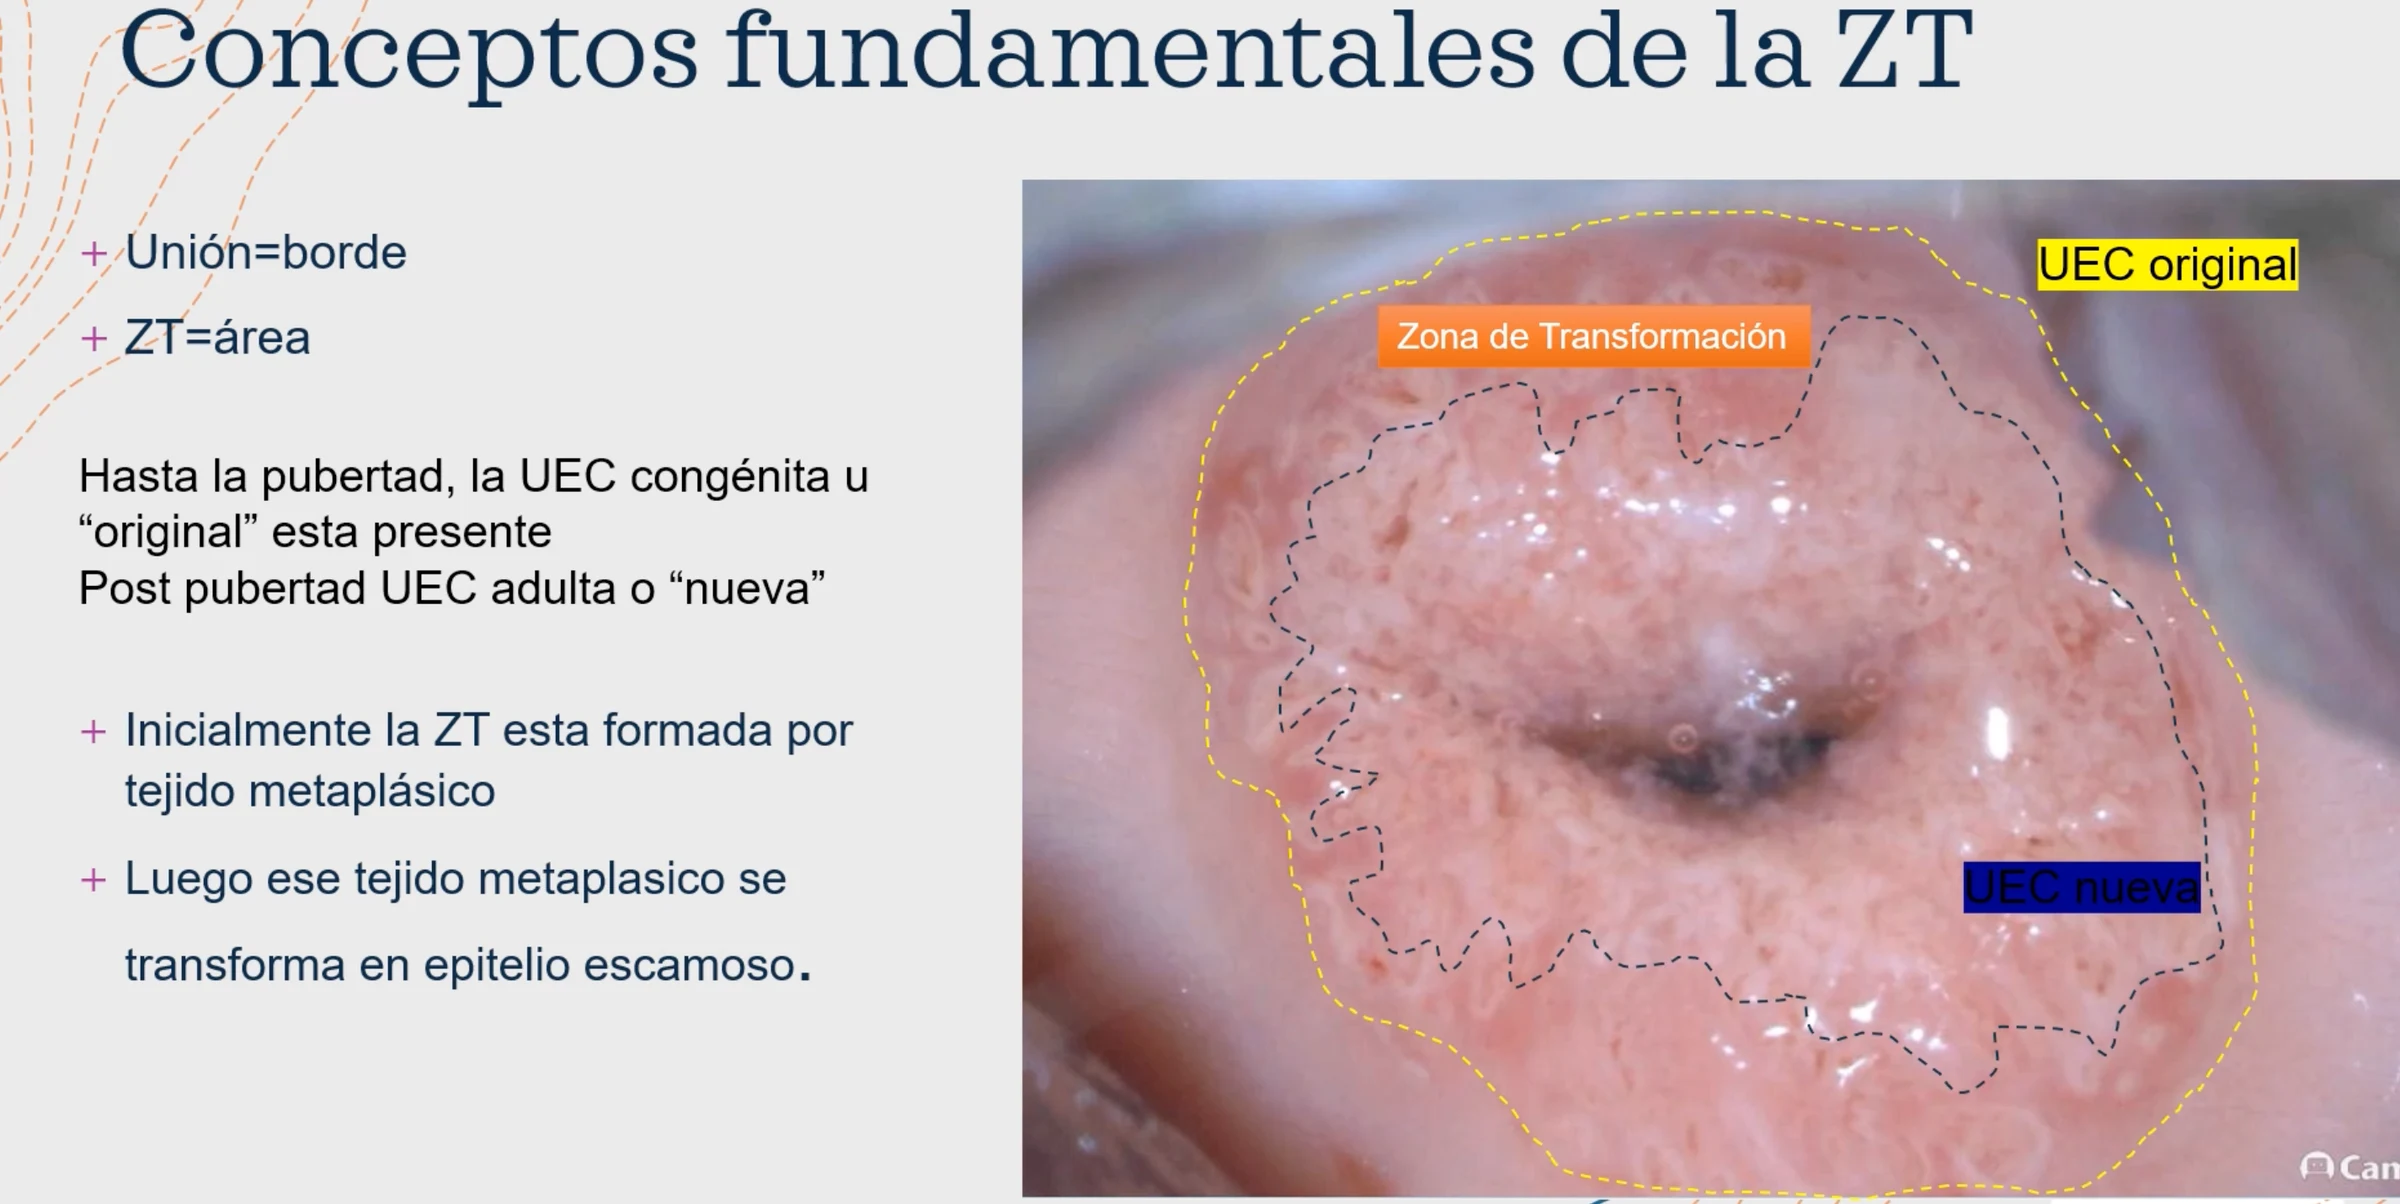 Conceptos fundamentales de la ZT
+ Unión=borde
+ ZT=área
Hasta la pubertad, la UEC congénita u
“original” esta presente
Post pubertad UEC adulta o “nueva”
+ Inicialmente la ZT esta formada por
tejido metaplásico
+ Luego ese tejido metaplasico se
transforma en epitelio escamoso.
UEC original
Zona de Transformación
UEC nueva